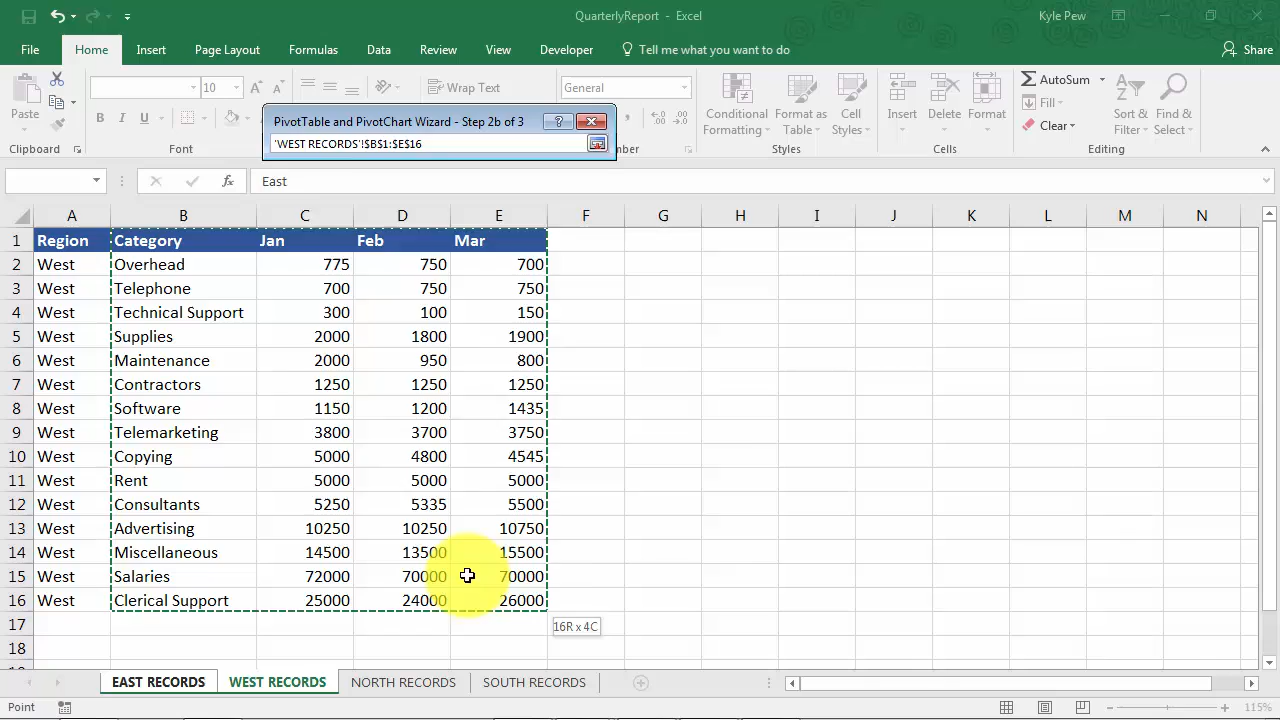 QuarterlyReport - Excel
Kyle Pew
File Home Insert Page Layout Formulas Data Review View Developer Tell me what you want to do Share
Paste
Clipboard
10
B I U
Font
Wrap Text
General
mber
Conditional Formatting
Format as Table
Cell Styles
Styles
Insert Delete Format
Cells
AutoSum
Fill
Clear
Sort & Filter
Find & Select
Editing
PivotTable and PivotChart Wizard - Step 2b of 3
'WEST RECORDS'!$B$1:$E$16
fx East
A B C D E F G H I J K L M N
1 Region Category Jan Feb Mar
2 West Overhead 775 750 700
3 West Telephone 700 750 750
4 West Technical Support 300 100 150
5 West Supplies 2000 1800 1900
6 West Maintenance 2000 950 800
7 West Contractors 1250 1250 1250
8 West Software 1150 1200 1435
9 West Telemarketing 3800 3700 3750
10 West Copying 5000 4800 4545
11 West Rent 5000 5000 5000
12 West Consultants 5250 5335 5500
13 West Advertising 10250 10250 10750
14 West Miscellaneous 14500 13500 15500
15 West Salaries 72000 70000 70000
16 West Clerical Support 25000 24000 26000
17
16R x 4C
18
EAST RECORDS WEST RECORDS NORTH RECORDS SOUTH RECORDS
Point
115%